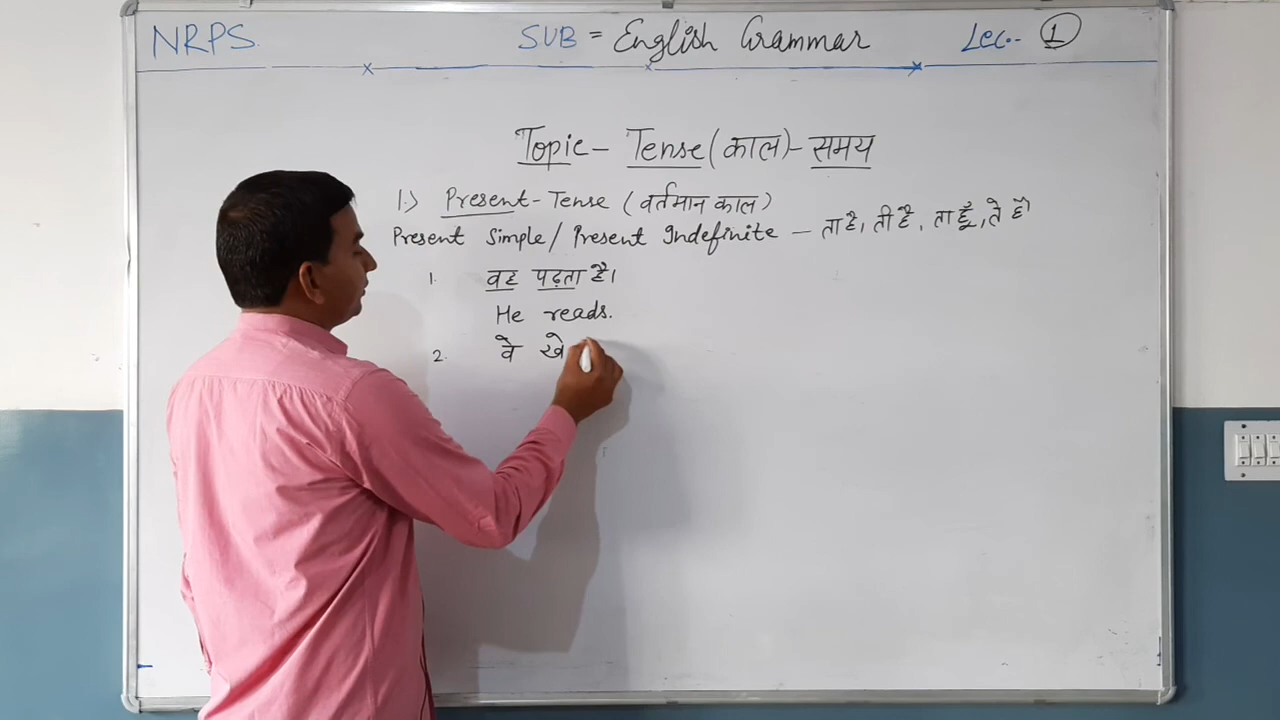 NRPS. SUB = English Grammar Lec.- 1
Topic - Tense (काल) - समय
1.) Present-Tense (वर्तमान काल)
Present Simple / Present Indefinite - ता है, ती है, ता हूँ, ते हैं
1. वह पढ़ता है।
He reads.
2. वे खे